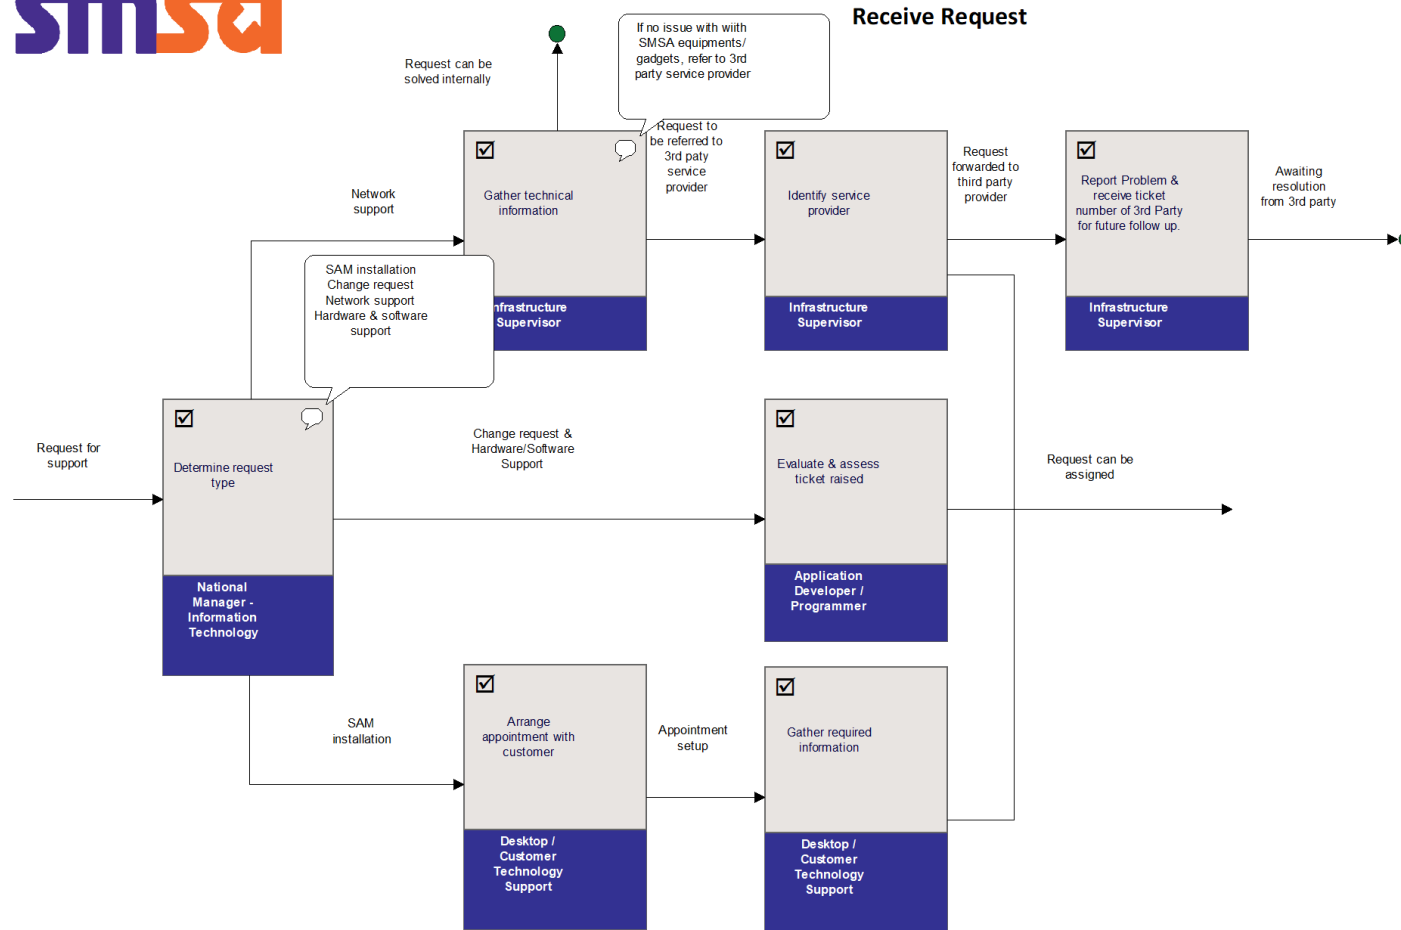 smsa
Receive Request
Request can be
solved internally
If no issue with wiith
SMSA equipments/
gadgets, refer to 3rd
party service provider
Network
support
Gather technical
information
Infrastructure
Supervisor
Request to
be referred to
3rd paty
service
provider
Identify service
provider
Infrastructure
Supervisor
Request
forwarded to
third party
provider
Report Problem &
receive ticket
number of 3rd Party
for future follow up.
Infrastructure
Supervisor
Awaiting
resolution
from 3rd party
SAM installation
Change request
Network support
Hardware & software
support
Request for
support
Determine request
type
National
Manager -
Information
Technology
Change request &
Hardware/Software
Support
Evaluate & assess
ticket raised
Application
Developer /
Programmer
Request can be
assigned
SAM
installation
Arrange
appointment with
customer
Desktop /
Customer
Technology
Support
Appointment
setup
Gather required
information
Desktop /
Customer
Technology
Support